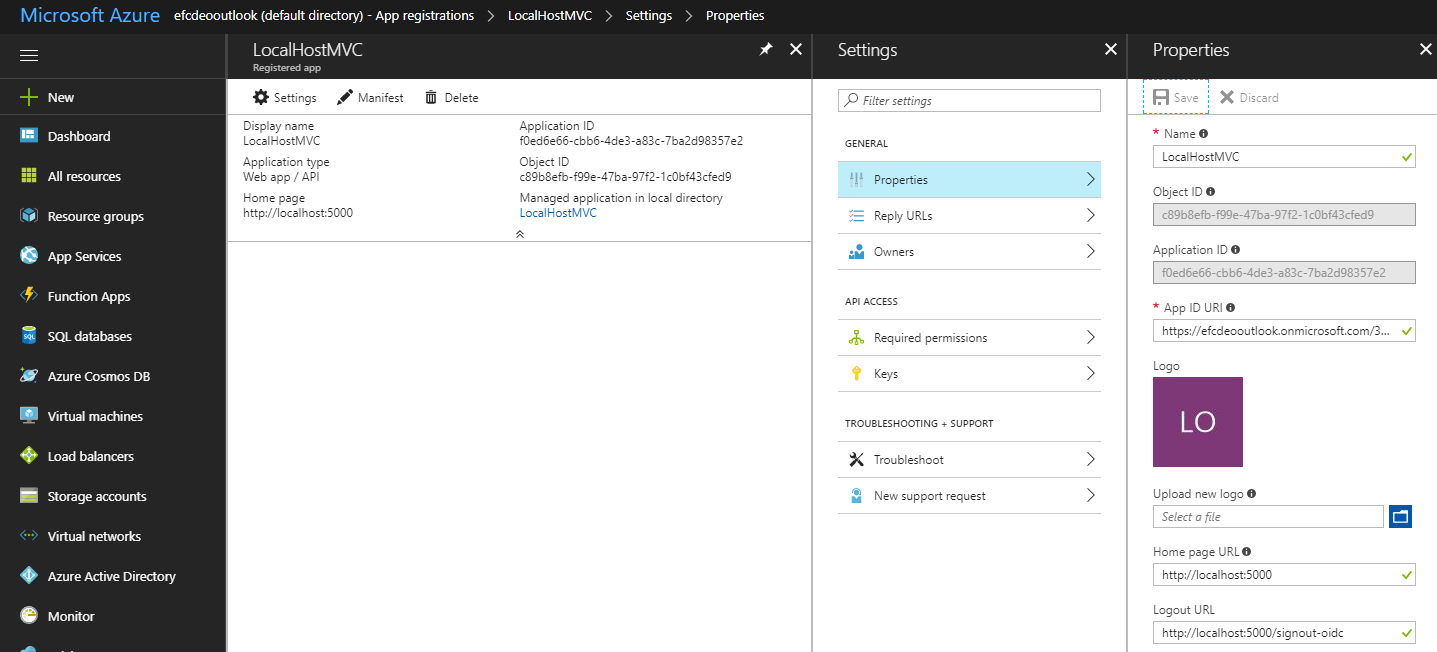 Microsoft Azure efcdeooutlook (default directory) - App registrations LocalHostMVC Settings Properties
New
Dashboard
All resources
Resource groups
App Services
Function Apps
SQL databases
Azure Cosmos DB
Virtual machines
Load balancers
Storage accounts
Virtual networks
Azure Active Directory
Monitor
LocalHostMVC
Registered app
Settings Manifest Delete
Display name
LocalHostMVC
Application type
Web app / API
Home page
http://localhost:5000
Application ID
f0ed6e66-cbb6-4de3-a83c-7ba2d98357e2
Object ID
c89b8efb-f99e-47ba-97f2-1c0bf43cfed9
Managed application in local directory
LocalHostMVC
Settings
Filter settings
GENERAL
Properties
Reply URLs
Owners
API ACCESS
Required permissions
Keys
TROUBLESHOOTING + SUPPORT
Troubleshoot
New support request
Properties
Save Discard
* Name
LocalHostMVC
Object ID
c89b8efb-f99e-47ba-97f2-1c0bf43cfed9
Application ID
f0ed6e66-cbb6-4de3-a83c-7ba2d98357e2
* App ID URI
https://efcdeooutlook.onmicrosoft.com/3...
Logo
LO
Upload new logo
Select a file
Home page URL
http://localhost:5000
Logout URL
http://localhost:5000/signout-oidc